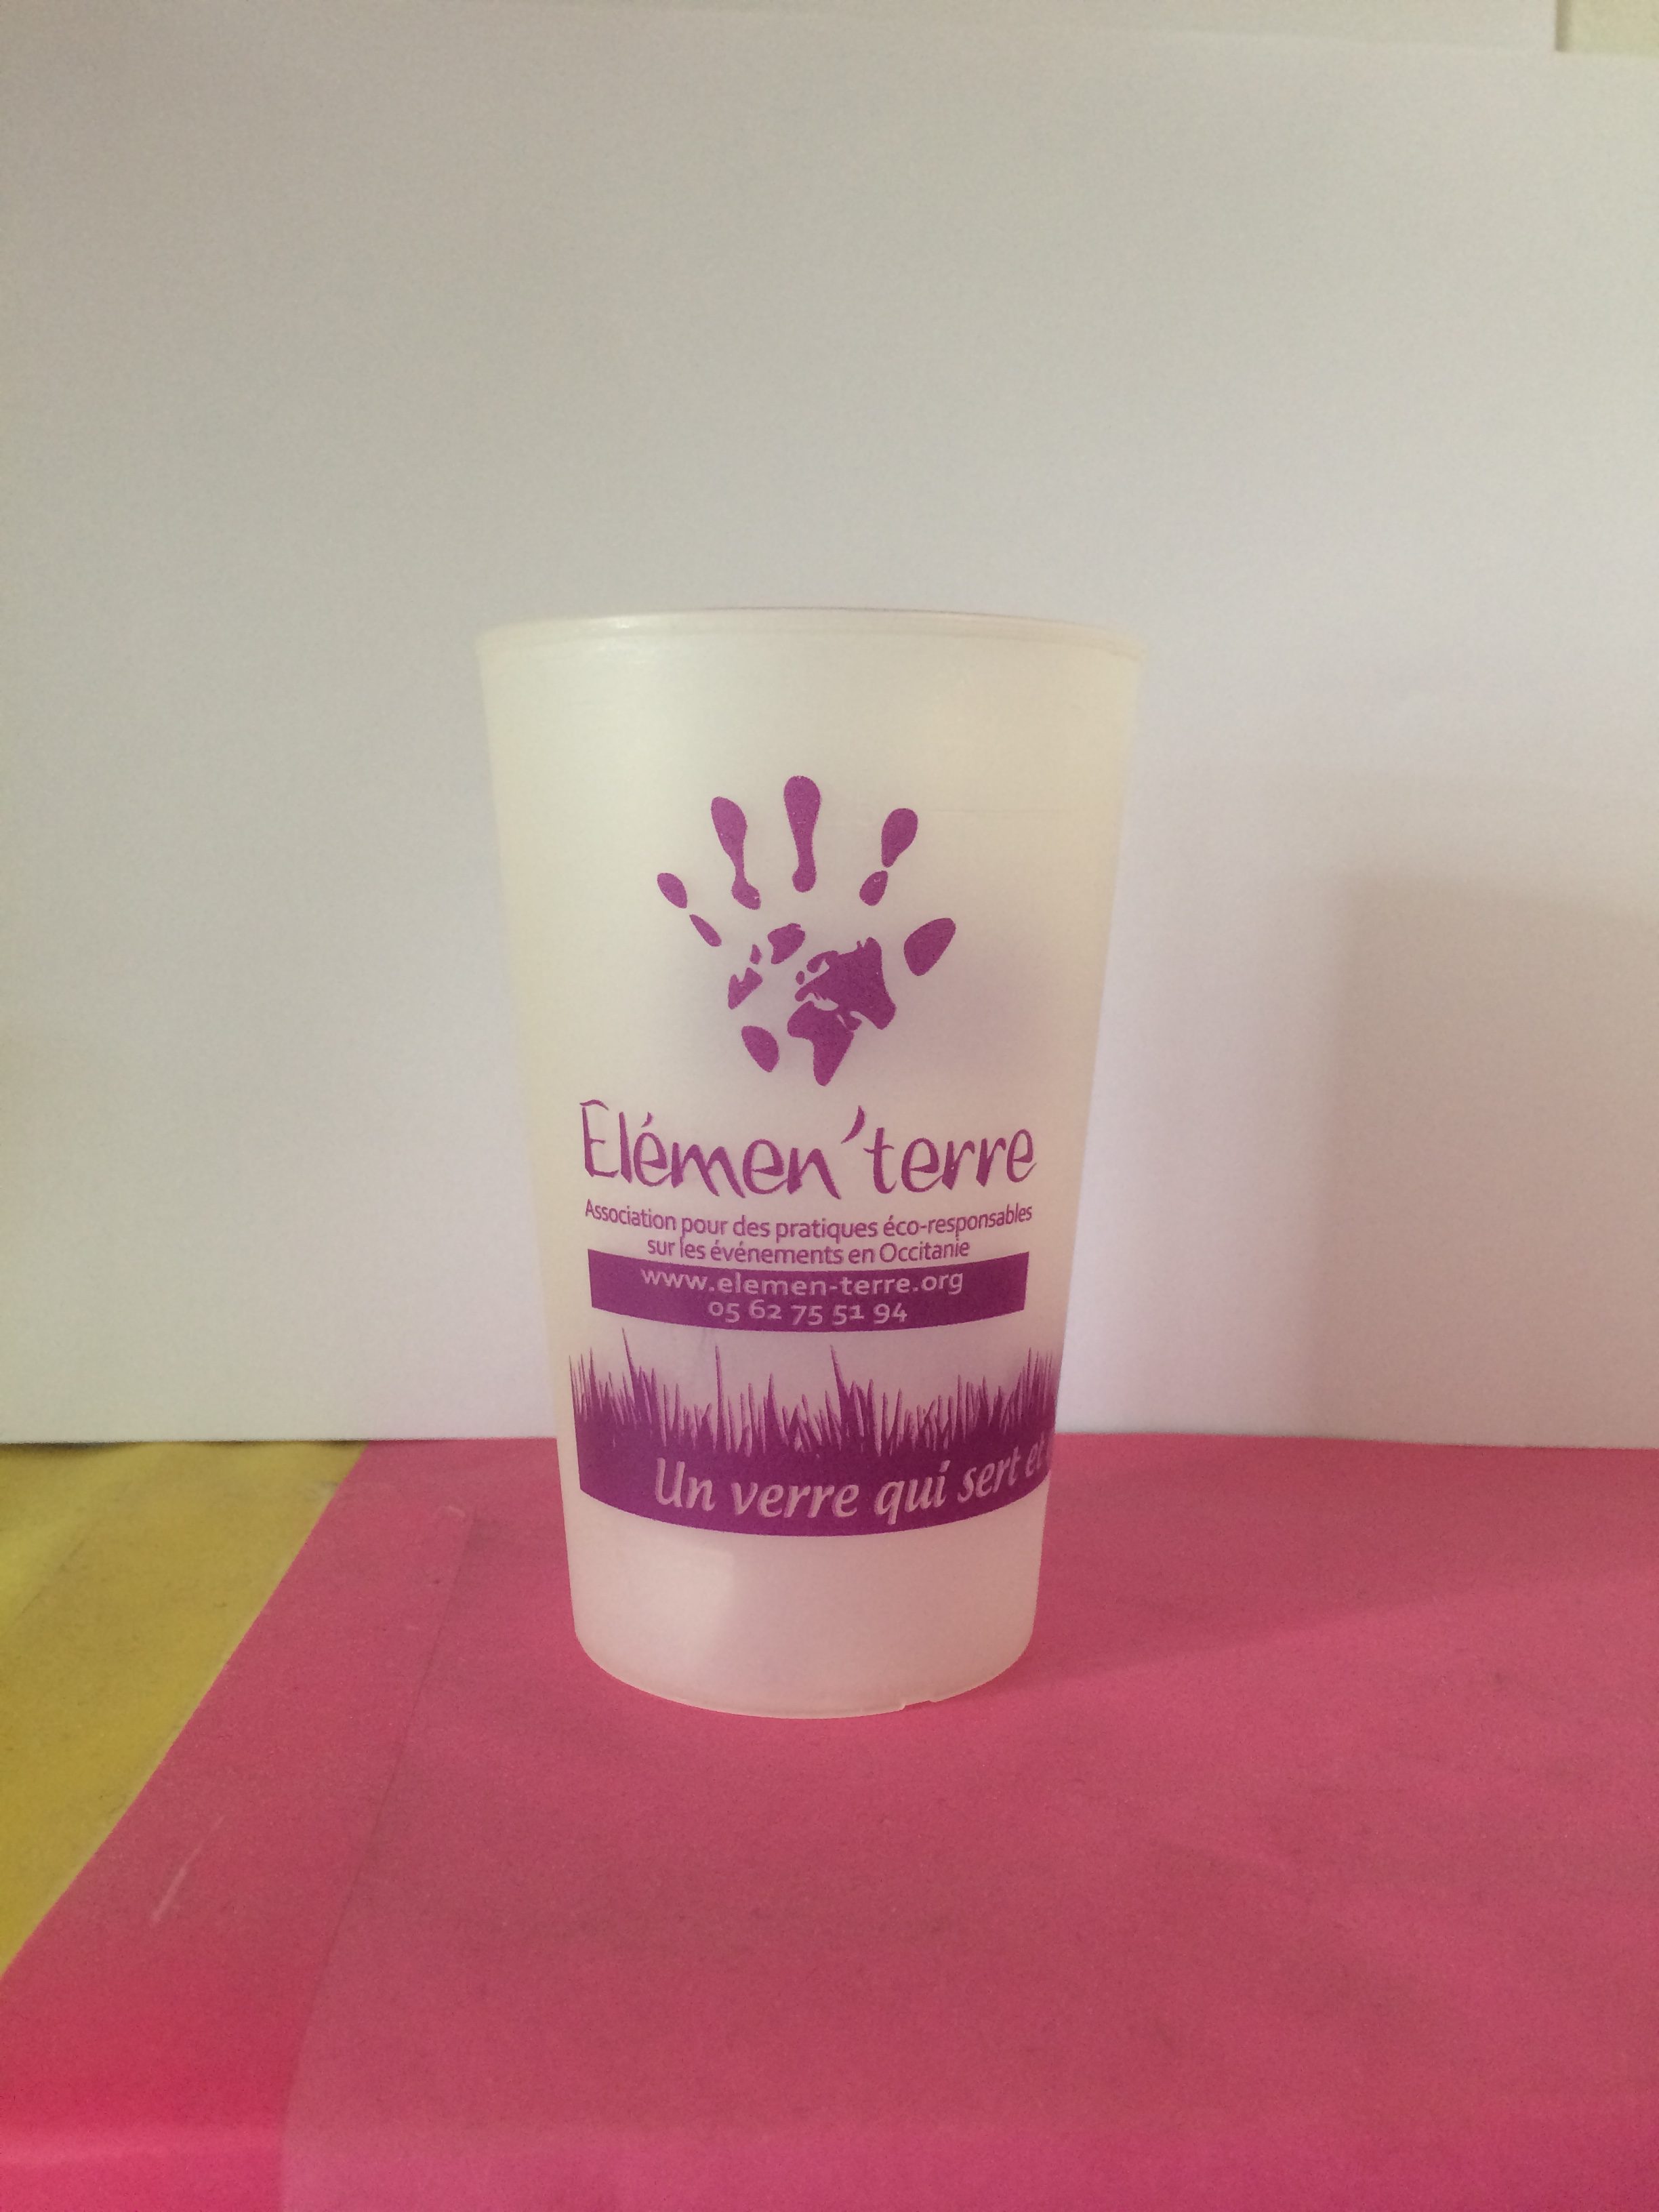 Elémen'terre
Association pour des pratiques éco-responsables
sur les événements en Occitanie
www.elemen-terre.org
05 62 75 51 94
Un verre qui sert et